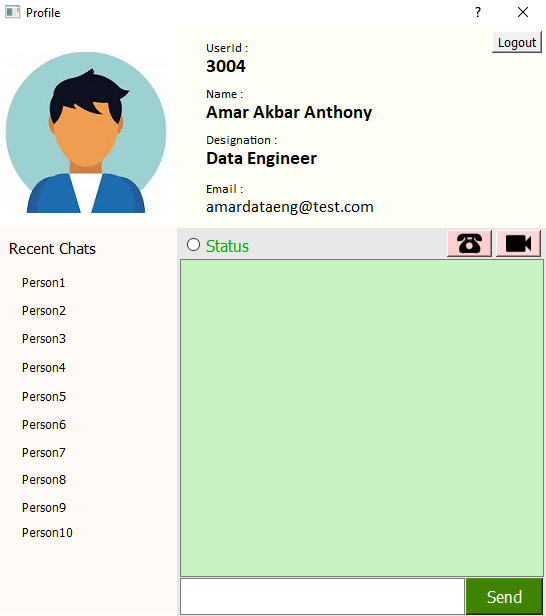 Profile
?
Logout
UserId :
3004
Name :
Amar Akbar Anthony
Designation :
Data Engineer
Email :
amardataeng@test.com
Recent Chats
Person1
Person2
Person3
Person4
Person5
Person6
Person7
Person8
Person9
Person10
Status
Send